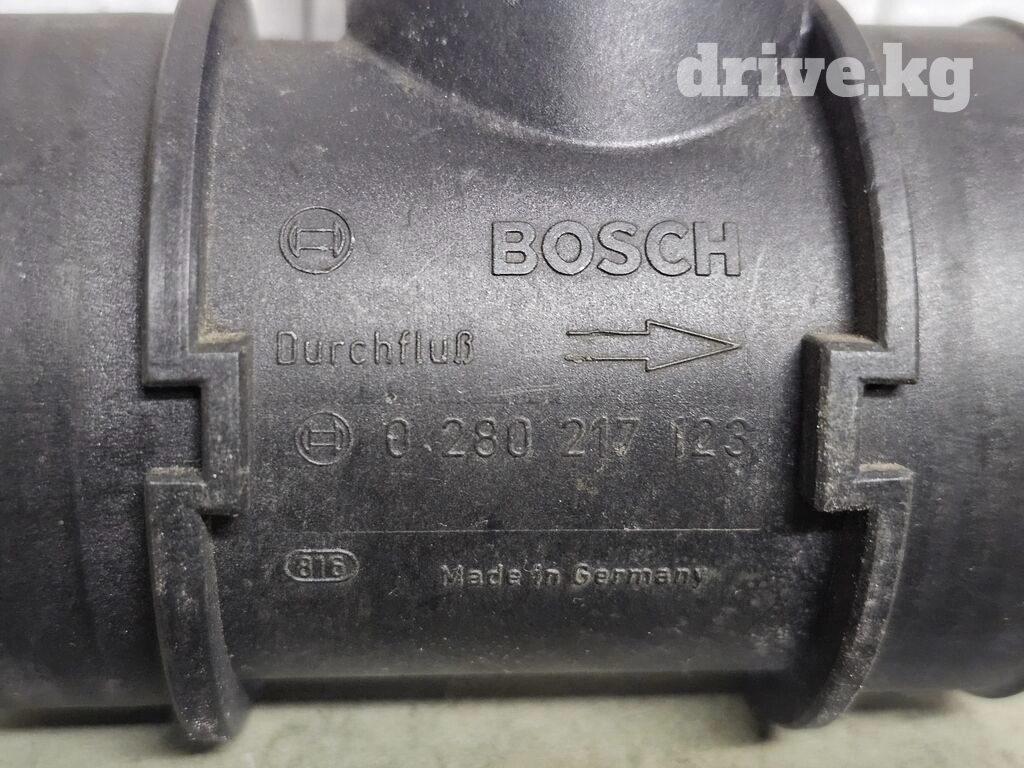 drive.kg
BOSCH
Durchfluß
0 280 217 123
816
Made in Germany